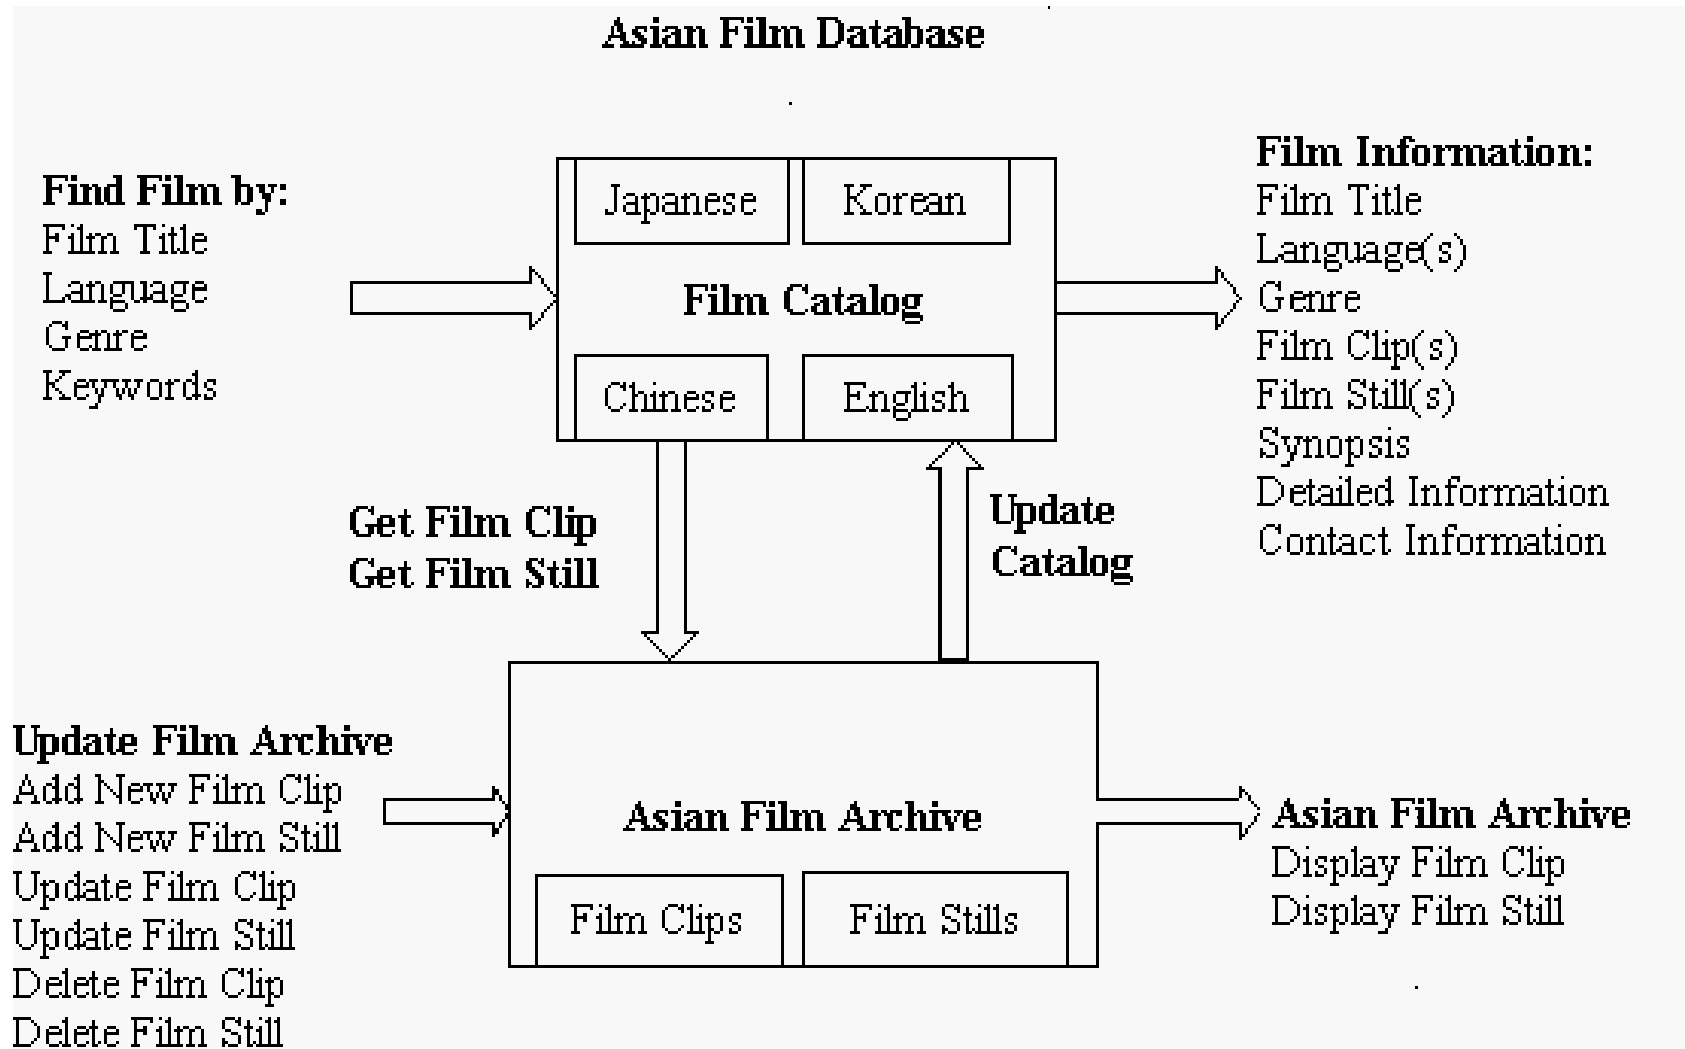 Asian Film Database
Find Film by:
Film Title
Language
Genre
Keywords
Japanese
Korean
Film Catalog
Chinese
English
Film Information:
Film Title
Language(s)
Genre
Film Clip(s)
Film Still(s)
Synopsis
Detailed Information
Contact Information
Get Film Clip
Get Film Still
Update
Catalog
Update Film Archive
Add New Film Clip
Add New Film Still
Update Film Clip
Update Film Still
Delete Film Clip
Delete Film Still
Asian Film Archive
Film Clips
Film Stills
Asian Film Archive
Display Film Clip
Display Film Still